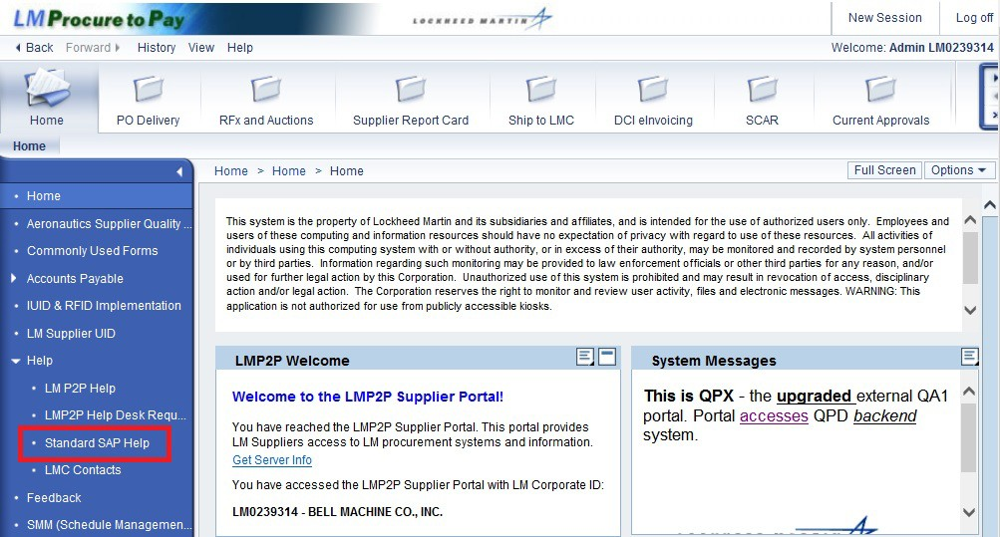 LM Procure to Pay
LOCKHEED MARTIN
New Session
Log off
Back Forward History View Help
Welcome: Admin LM0239314
Home
PO Delivery
RFx and Auctions
Supplier Report Card
Ship to LMC
DCI eInvoicing
SCAR
Current Approvals
Home
Home > Home > Home
Full Screen
Options
Home
Aeronautics Supplier Quality ...
Commonly Used Forms
Accounts Payable
IUID & RFID Implementation
LM Supplier UID
Help
LM P2P Help
LMP2P Help Desk Requ...
Standard SAP Help
LMC Contacts
Feedback
SMM (Schedule Managemen...
This system is the property of Lockheed Martin and its subsidiaries and affiliates, and is intended for the use of authorized users only. Employees and
users of these computing and information resources should have no expectation of privacy with regard to use of these resources. All activities of
individuals using this computing system with or without authority, or in excess of their authority, may be monitored and recorded by system personnel
or by third parties. Information regarding such monitoring may be provided to law enforcement officials or other third parties for any reason, and/or
used for further legal action by this Corporation. Unauthorized use of this system is prohibited and may result in revocation of access, disciplinary
action and/or legal action. The Corporation reserves the right to monitor and review user activity, files and electronic messages. WARNING: This
application is not authorized for use from publicly accessible kiosks.
LMP2P Welcome
Welcome to the LMP2P Supplier Portal!
You have reached the LMP2P Supplier Portal. This portal provides
LM Suppliers access to LM procurement systems and information.
Get Server Info
You have accessed the LMP2P Supplier Portal with LM Corporate ID:
LM0239314 - BELL MACHINE CO., INC.
System Messages
This is QPX - the upgraded external QA1
portal. Portal accesses QPD backend
system.